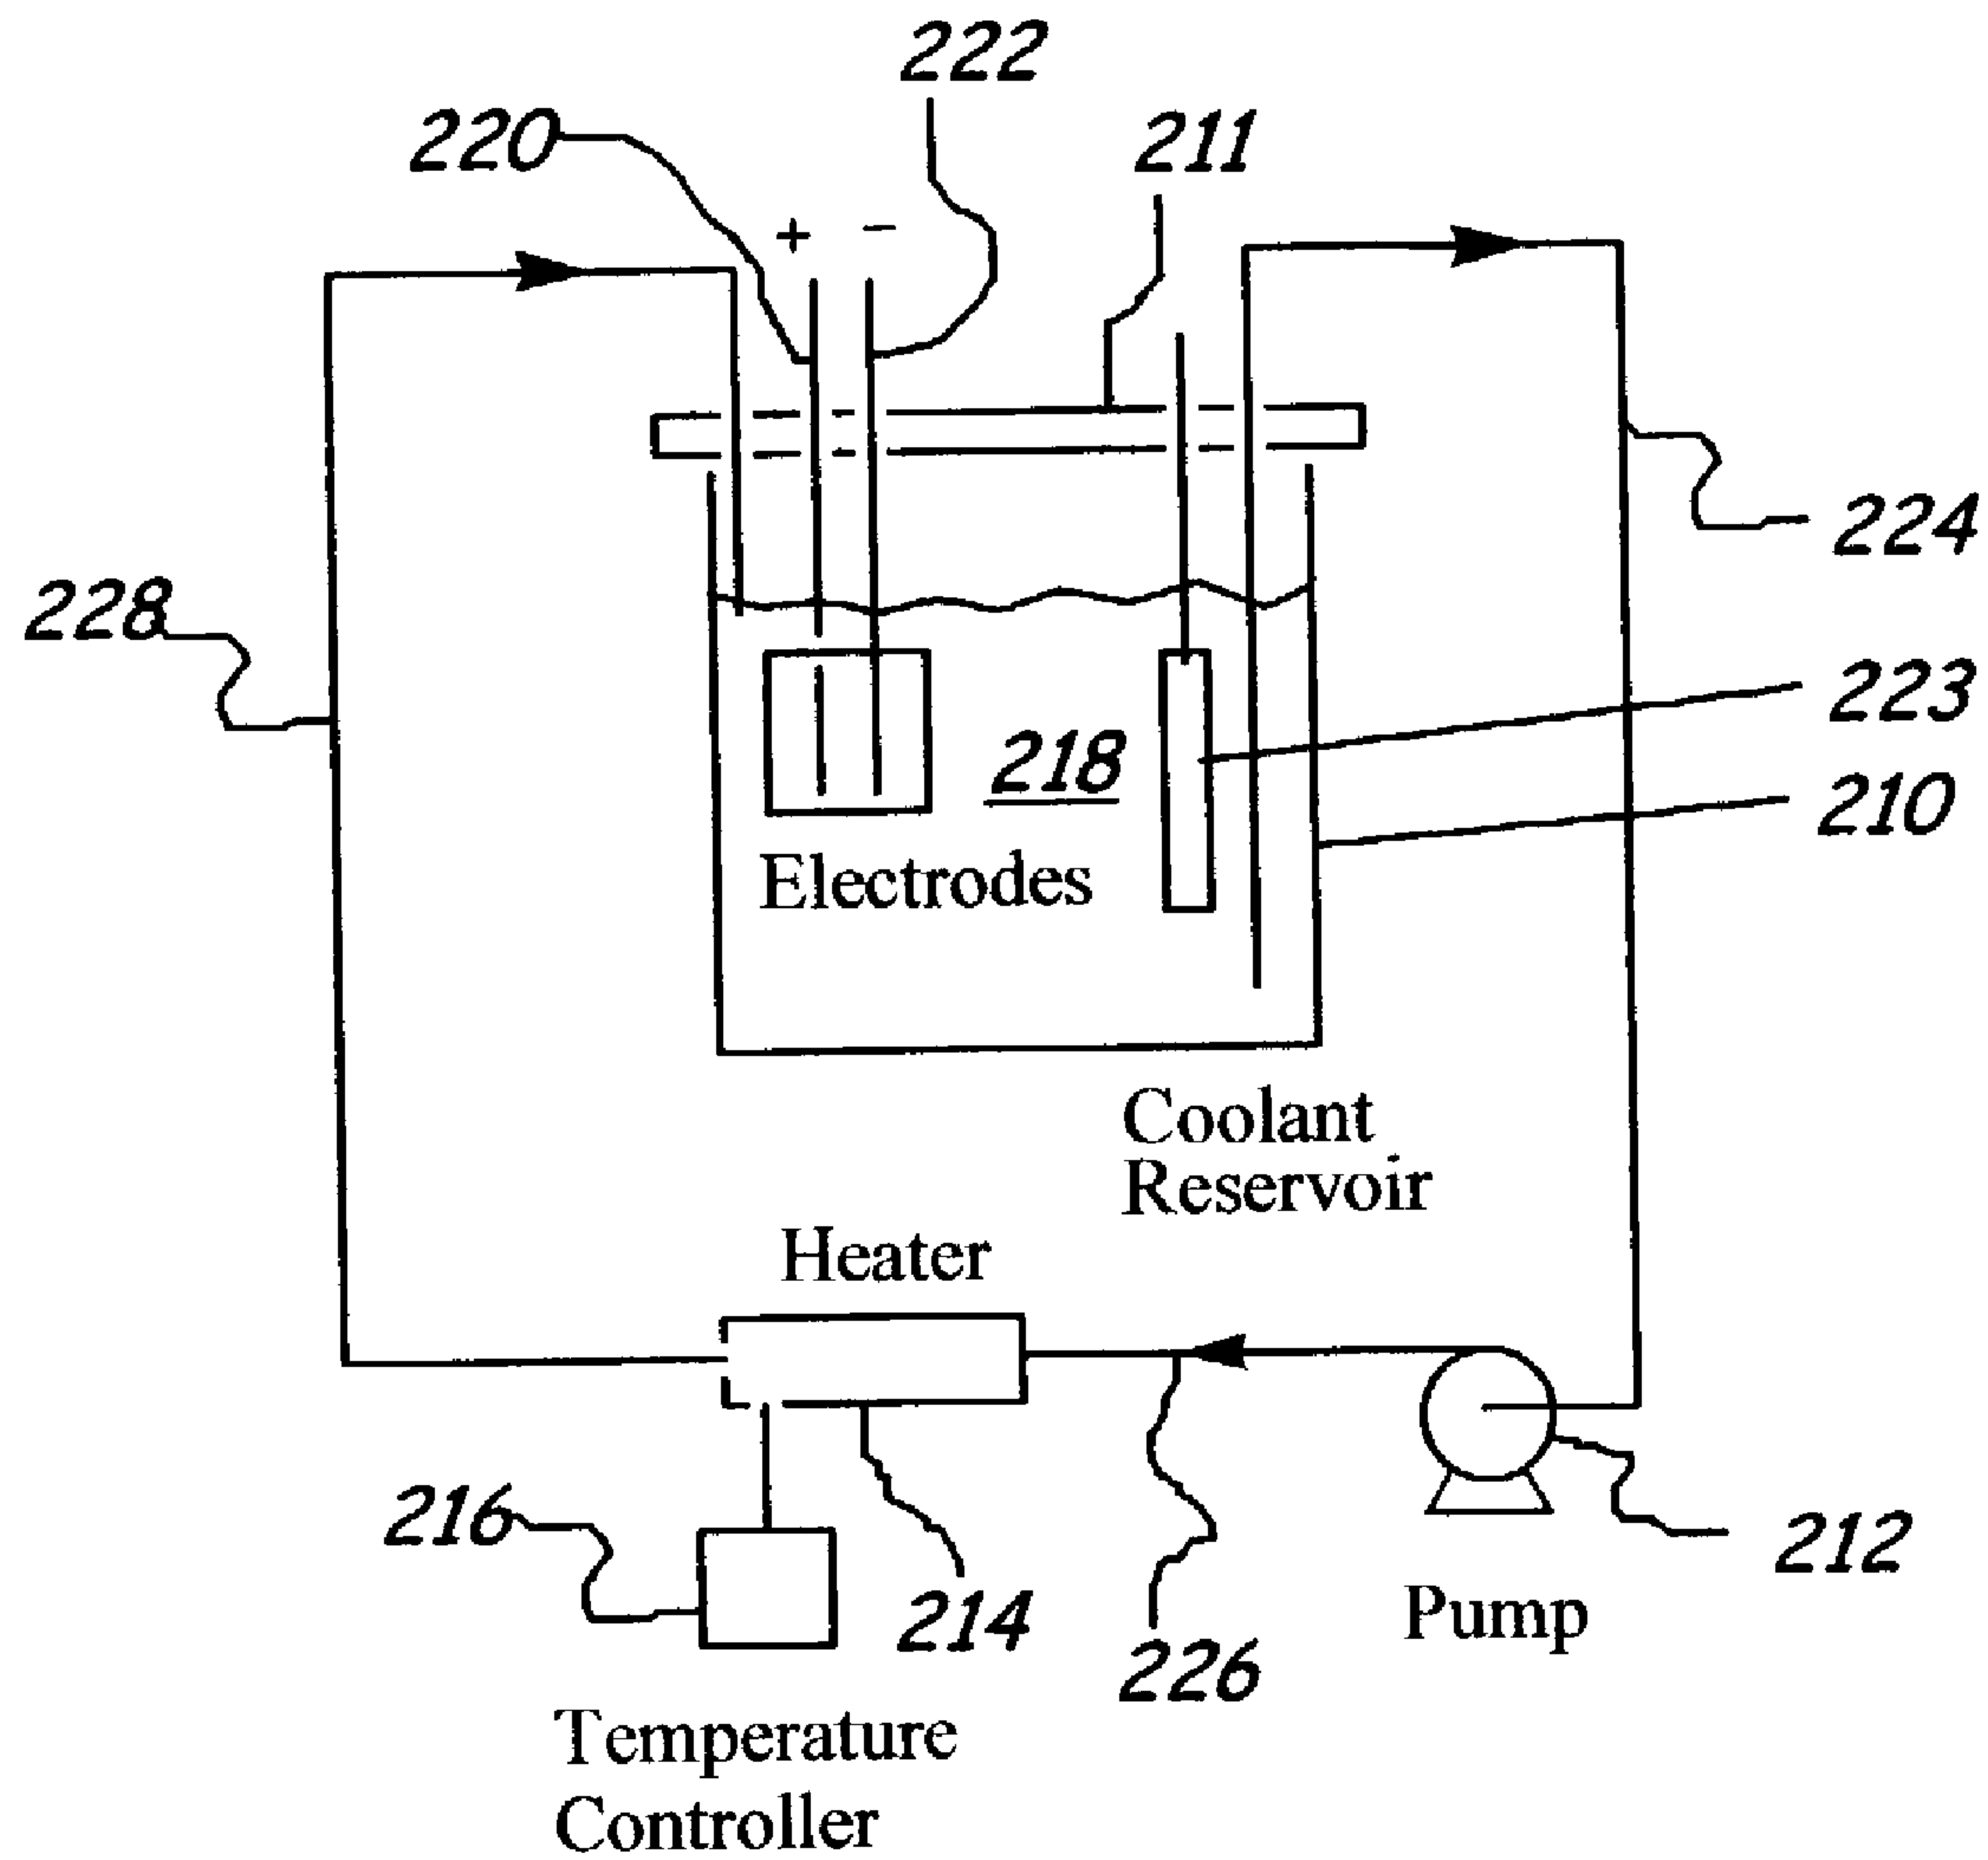 222
220
211
+ −
224
228
223
218
210
Electrodes
Coolant
Reservoir
Heater
216
212
214
Pump
226
Temperature
Controller